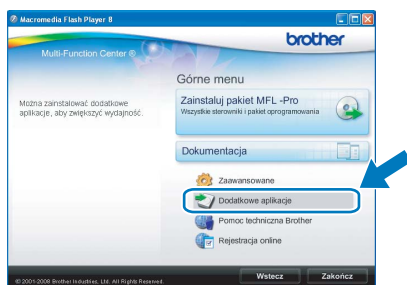 Macromedia Flash Player 8
brother
Multi-Function Center ®
Górne menu
Można zainstalować dodatkowe
aplikacje, aby zwiększyć wydajność.
Zainstaluj pakiet MFL -Pro
Wszystkie sterowniki i pakiet oprogramowania
Dokumentacja
Zaawansowane
Dodatkowe aplikacje
Pomoc techniczna Brother
Rejestracja online
© 2001-2008 Brother Industries, Ltd. All Rights Reserved.
Wstecz
Zakończ